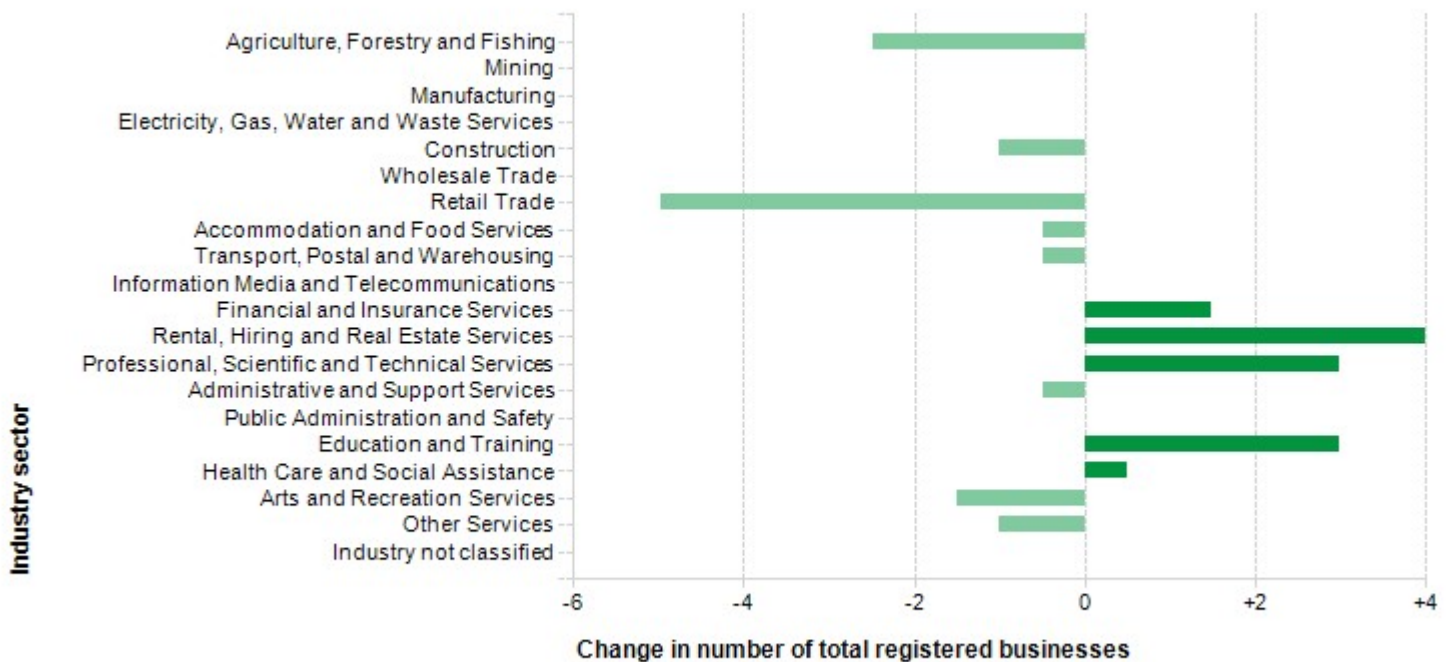 Agriculture, Forestry and Fishing
Mining
Manufacturing
Electricity, Gas, Water and Waste Services
Construction
Wholesale Trade
Retail Trade
Accommodation and Food Services
Transport, Postal and Warehousing
Information Media and Telecommunications
Financial and Insurance Services
Rental, Hiring and Real Estate Services
Professional, Scientific and Technical Services
Administrative and Support Services
Public Administration and Safety
Education and Training
Health Care and Social Assistance
Arts and Recreation Services
Other Services
Industry not classified
Industry sector
-6 -4 -2 0 +2 +4
Change in number of total registered businesses